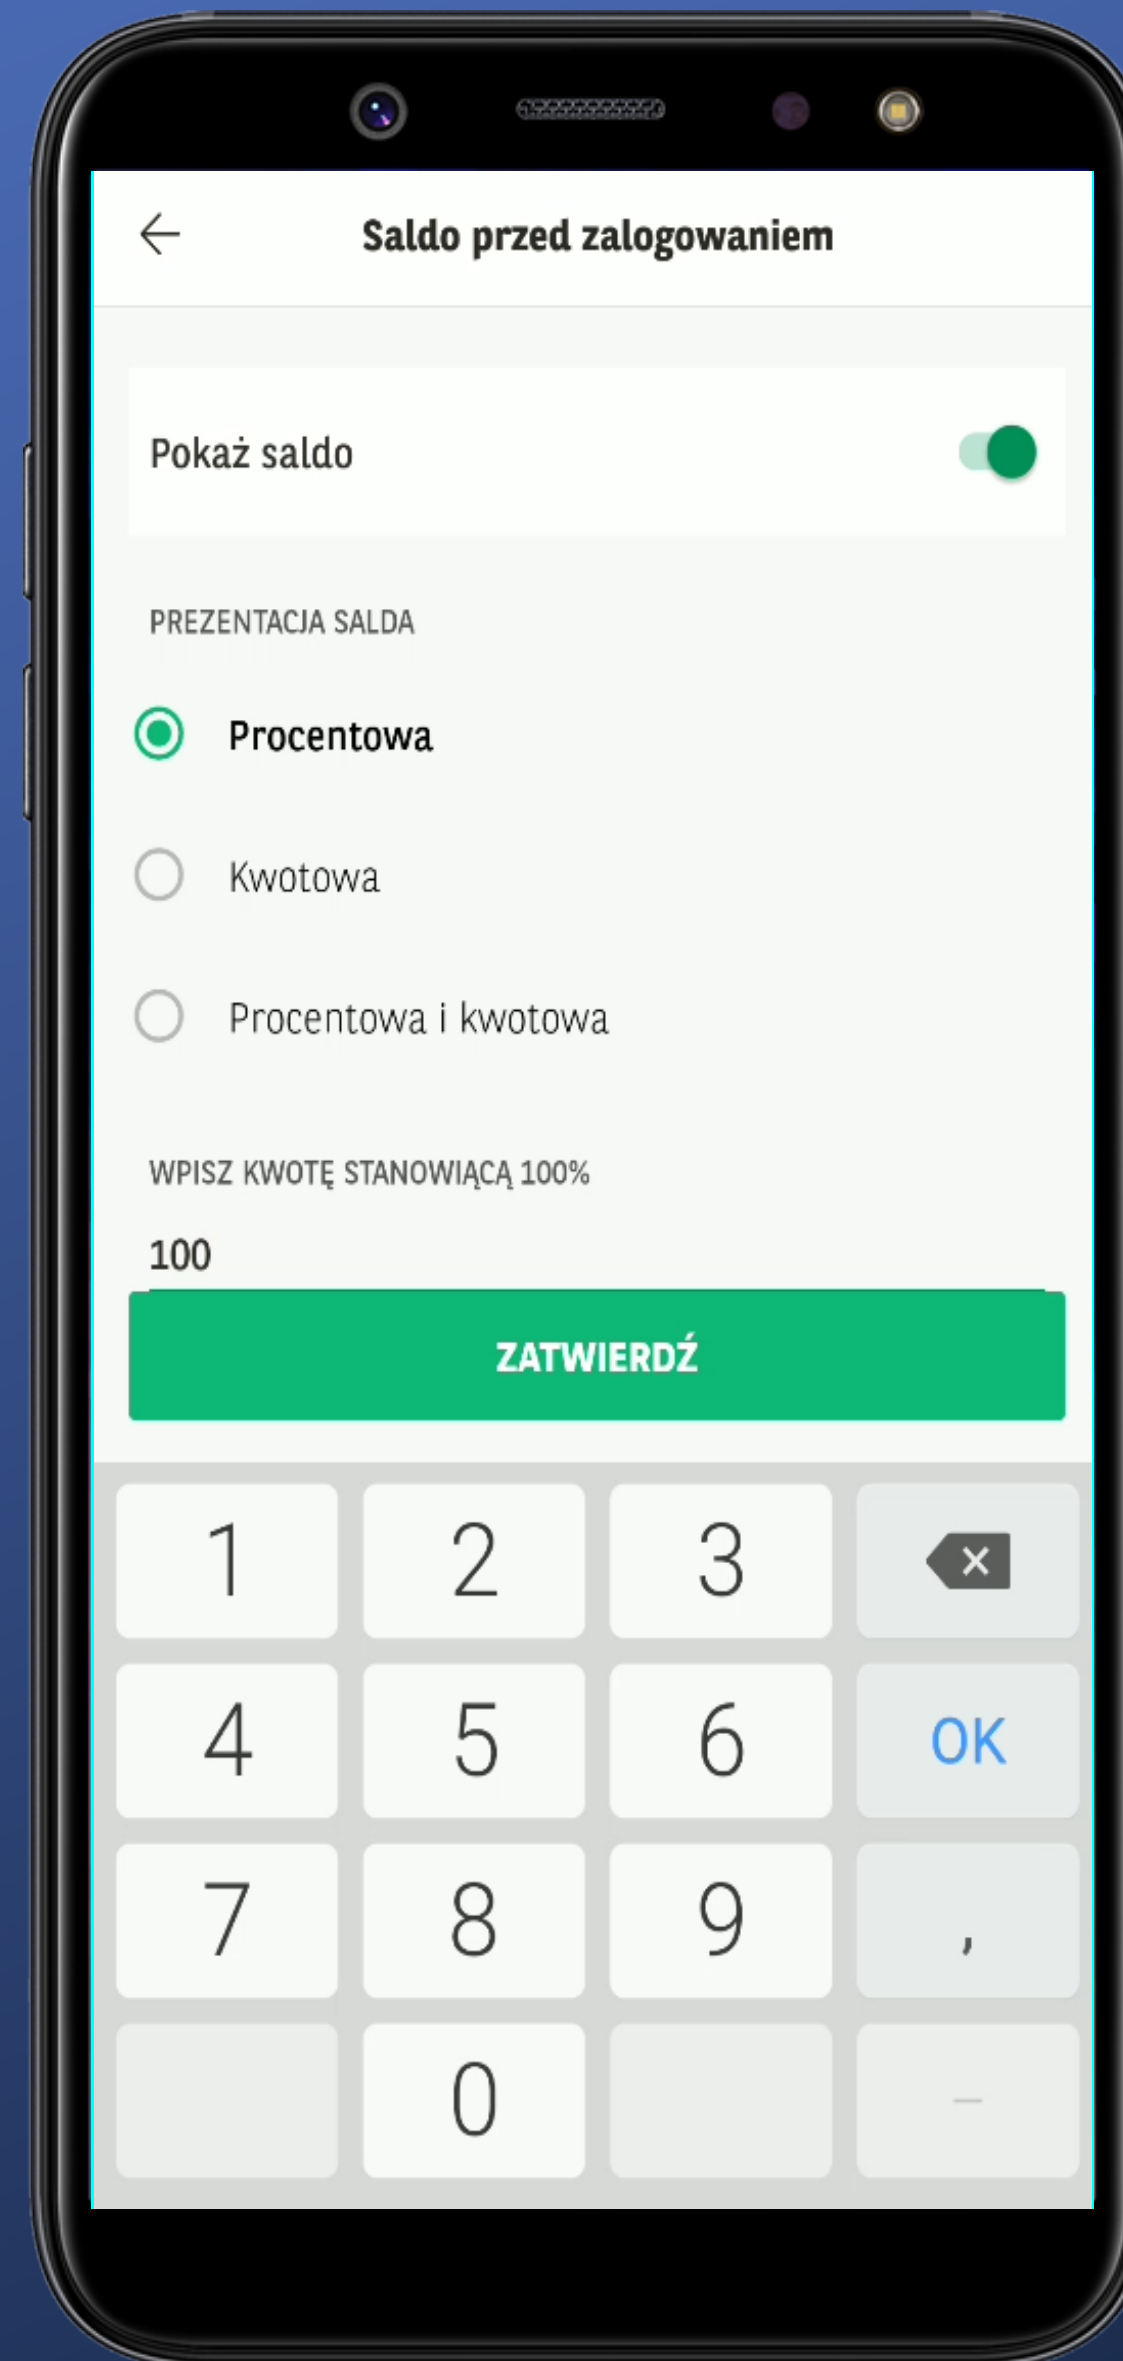 Saldo przed zalogowaniem
Pokaż saldo
PREZENTACJA SALDA
Procentowa
Kwotowa
Procentowa i kwotowa
WPISZ KWOTĘ STANOWIĄCĄ 100%
100
ZATWIERDŹ
1 2 3
4 5 6 OK
7 8 9 ,
0 –